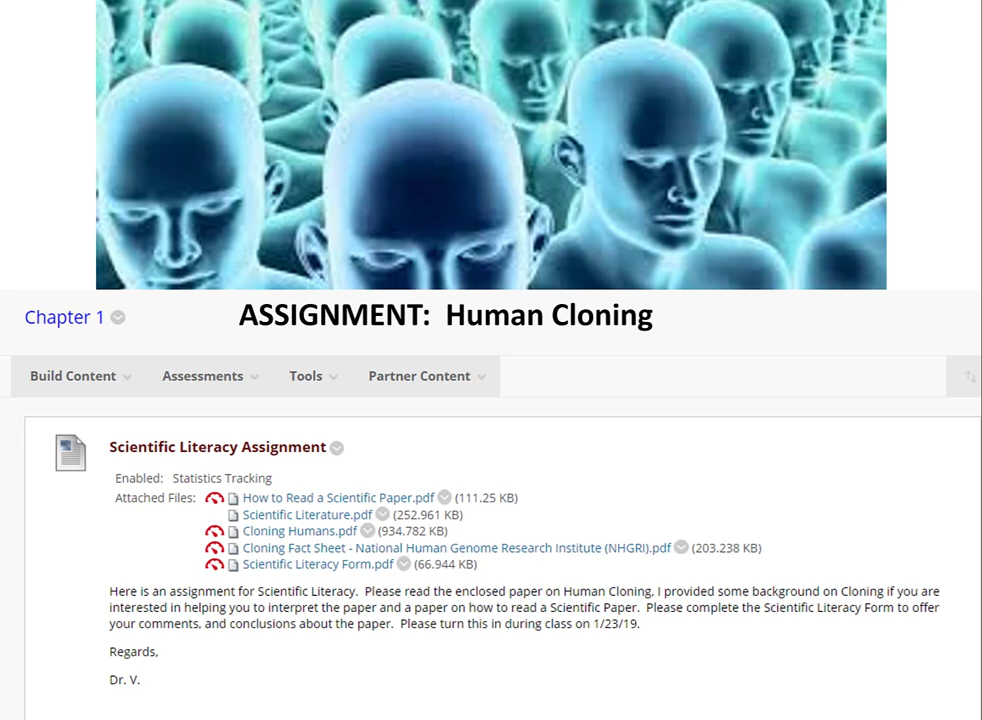 Chapter 1
ASSIGNMENT: Human Cloning
Build Content
Assessments
Tools
Partner Content
Scientific Literacy Assignment
Enabled: Statistics Tracking
Attached Files: How to Read a Scientific Paper.pdf (111.25 KB)
Scientific Literature.pdf (252.961 KB)
Cloning Humans.pdf (934.782 KB)
Cloning Fact Sheet - National Human Genome Research Institute (NHGRI).pdf (203.238 KB)
Scientific Literacy Form.pdf (66.944 KB)
Here is an assignment for Scientific Literacy. Please read the enclosed paper on Human Cloning, I provided some background on Cloning if you are
interested in helping you to interpret the paper and a paper on how to read a Scientific Paper. Please complete the Scientific Literacy Form to offer
your comments, and conclusions about the paper. Please turn this in during class on 1/23/19.
Regards,
Dr. V.